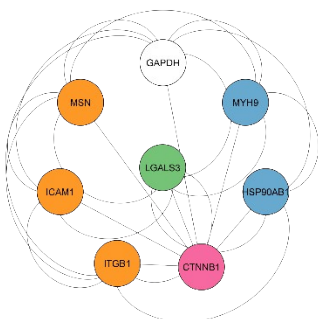 GAPDH
MSN
MYH9
LGALS3
ICAM1
HSP90AB1
ITGB1
CTNNB1